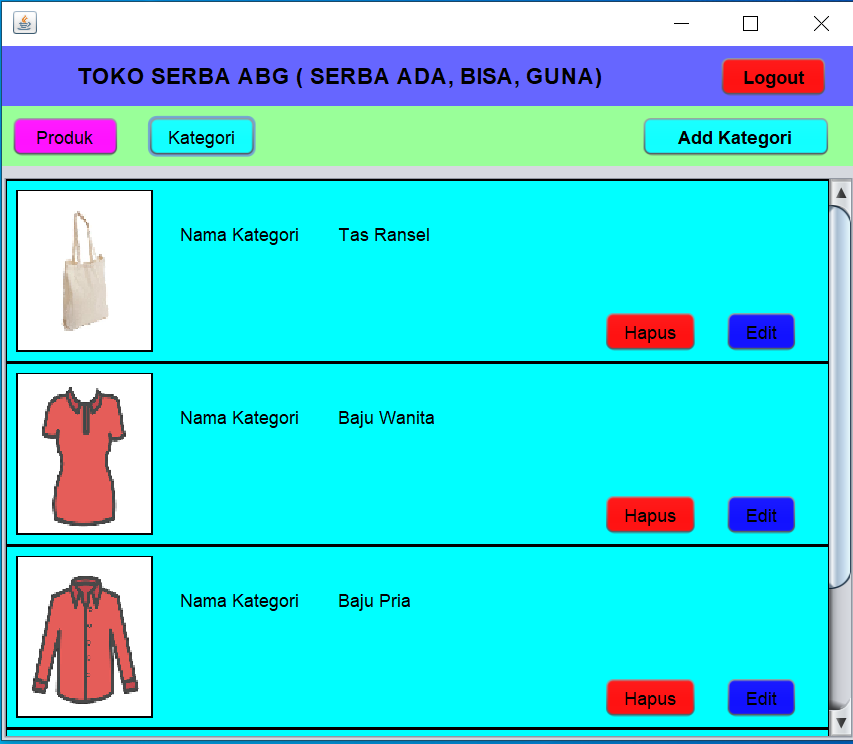 TOKO SERBA ABG ( SERBA ADA, BISA, GUNA)
Logout
Produk
Kategori
Add Kategori
Nama Kategori Tas Ransel
Hapus Edit
Nama Kategori Baju Wanita
Hapus Edit
Nama Kategori Baju Pria
Hapus Edit